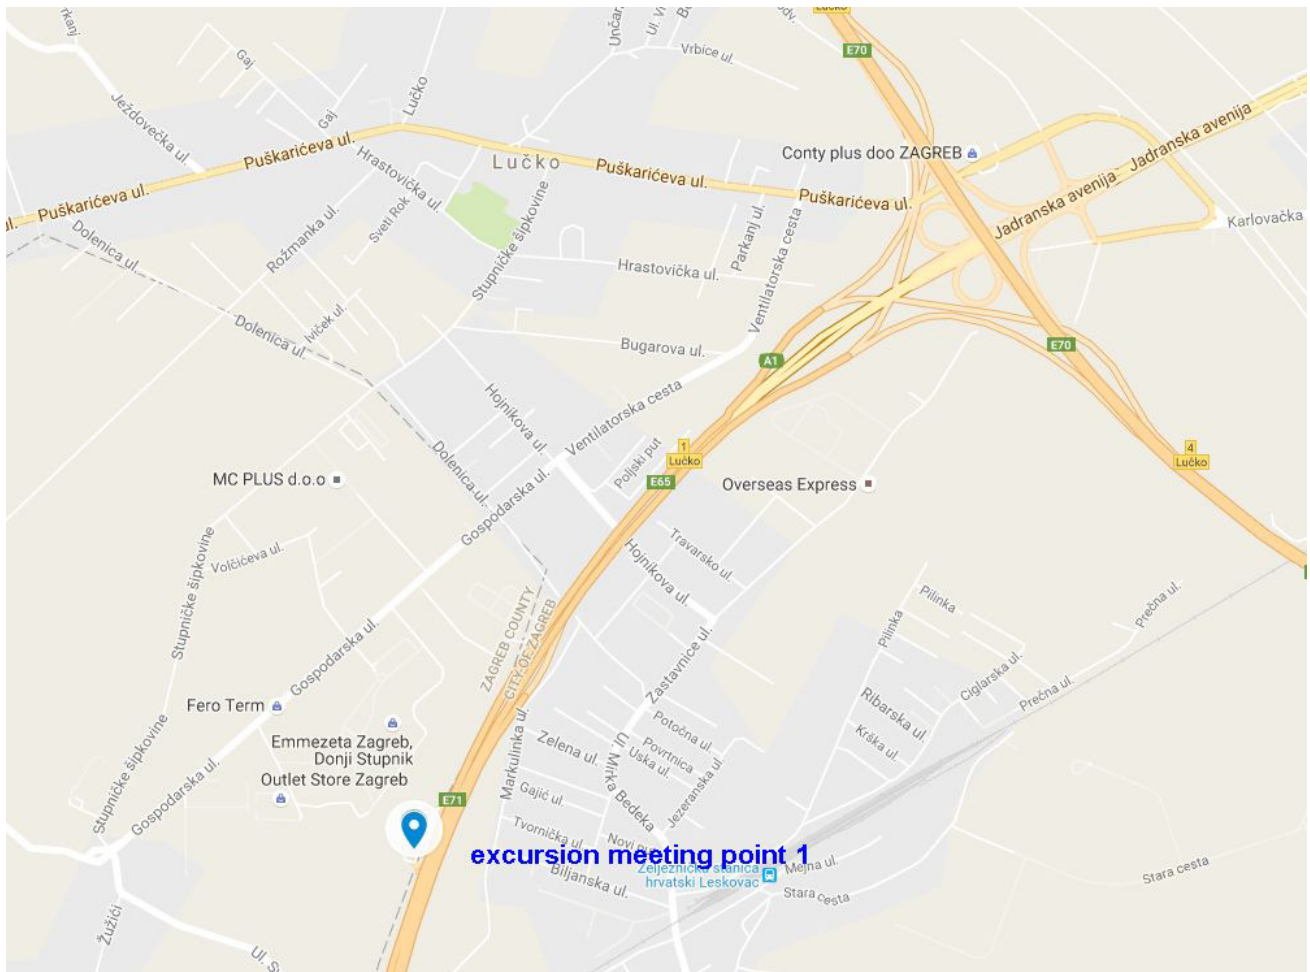 Lučko
E70
Vrbice ul.
Gaj
Ježdovečka ul.
Lučko
Gaj
Puškarićeva ul.
Hrastovička ul.
Lučko
Puškarićeva ul.
Conty plus doo ZAGREB
Jadranska avenija
Jadranska avenija
Puškarićeva ul.
Puškarićeva ul.
Karlovačka
Sveti Rok
Rožmanka ul.
Stupničke šipkovine
Parkanj ul.
Ventilatorska cesta
Dolenica ul.
Hrastovička ul.
Iviček ul.
Dolenica ul.
Bugarova ul.
A1
E70
Hojnikova ul.
Ventilatorska cesta
Dolenica ul.
Poljski put
1
Lučko
4
Lučko
E65
MC PLUS d.o.o
Overseas Express
Gospodarska ul.
Travarsko ul.
Hojnikova ul.
Volčićeva ul.
Stupničke šipkovine
ZAGREB COUNTY
CITY OF ZAGREB
Pilinka
Pilinka
Prečna ul.
Gospodarska ul.
Zastavnice ul.
Ciglarska ul.
Prečna ul.
Ribarska ul.
Krška ul.
Fero Term
Emmezeta Zagreb,
Donji Stupnik
Outlet Store Zagreb
Stupničke šipkovine
Gospodarska ul.
Markulinka ul.
Zelena ul.
Potočna ul.
Povrtnica
Uska ul.
Ul. Mirka Bedeka
Jezeranska ul.
Gajić ul.
E71
Tvornička ul.
Novi put
excursion meeting point 1
Biljanska ul.
Željeznička stanica
hrvatski Leskovac
Mejna ul.
Stara cesta
Stara cesta
Žužići